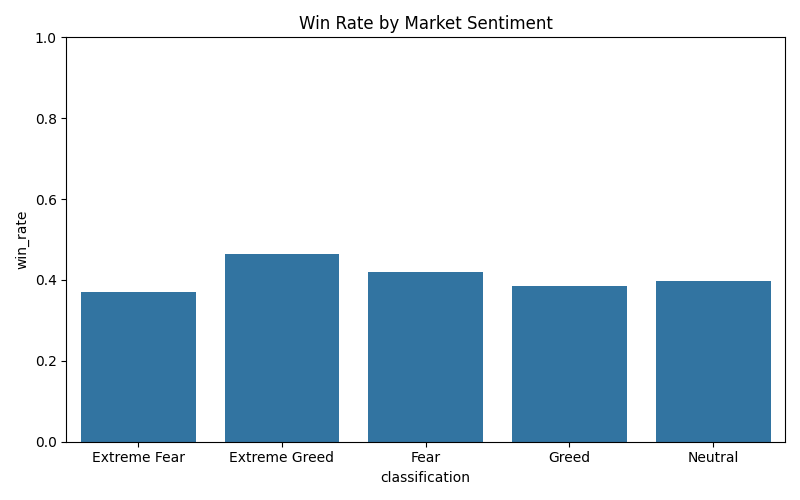 Win Rate by Market Sentiment
1.0
0.8
0.6
0.4
0.2
0.0
win_rate
Extreme Fear
Extreme Greed
Fear
Greed
Neutral
classification